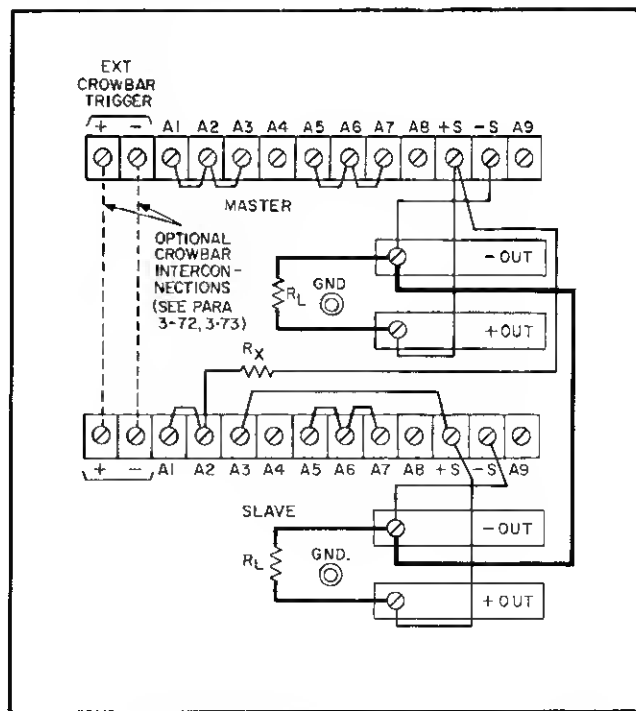 EXT
CROWBAR
TRIGGER
+ − A1 A2 A3 A4 A5 A6 A7 A8 +S −S A9
MASTER
OPTIONAL
CROWBAR
INTERCON-
NECTIONS
(SEE PARA
3-72, 3-73)
−OUT
RL
GND
+OUT
RX
+ − A1 A2 A3 A4 A5 A6 A7 A8 +S −S A9
SLAVE
−OUT
RL
GND.
+OUT